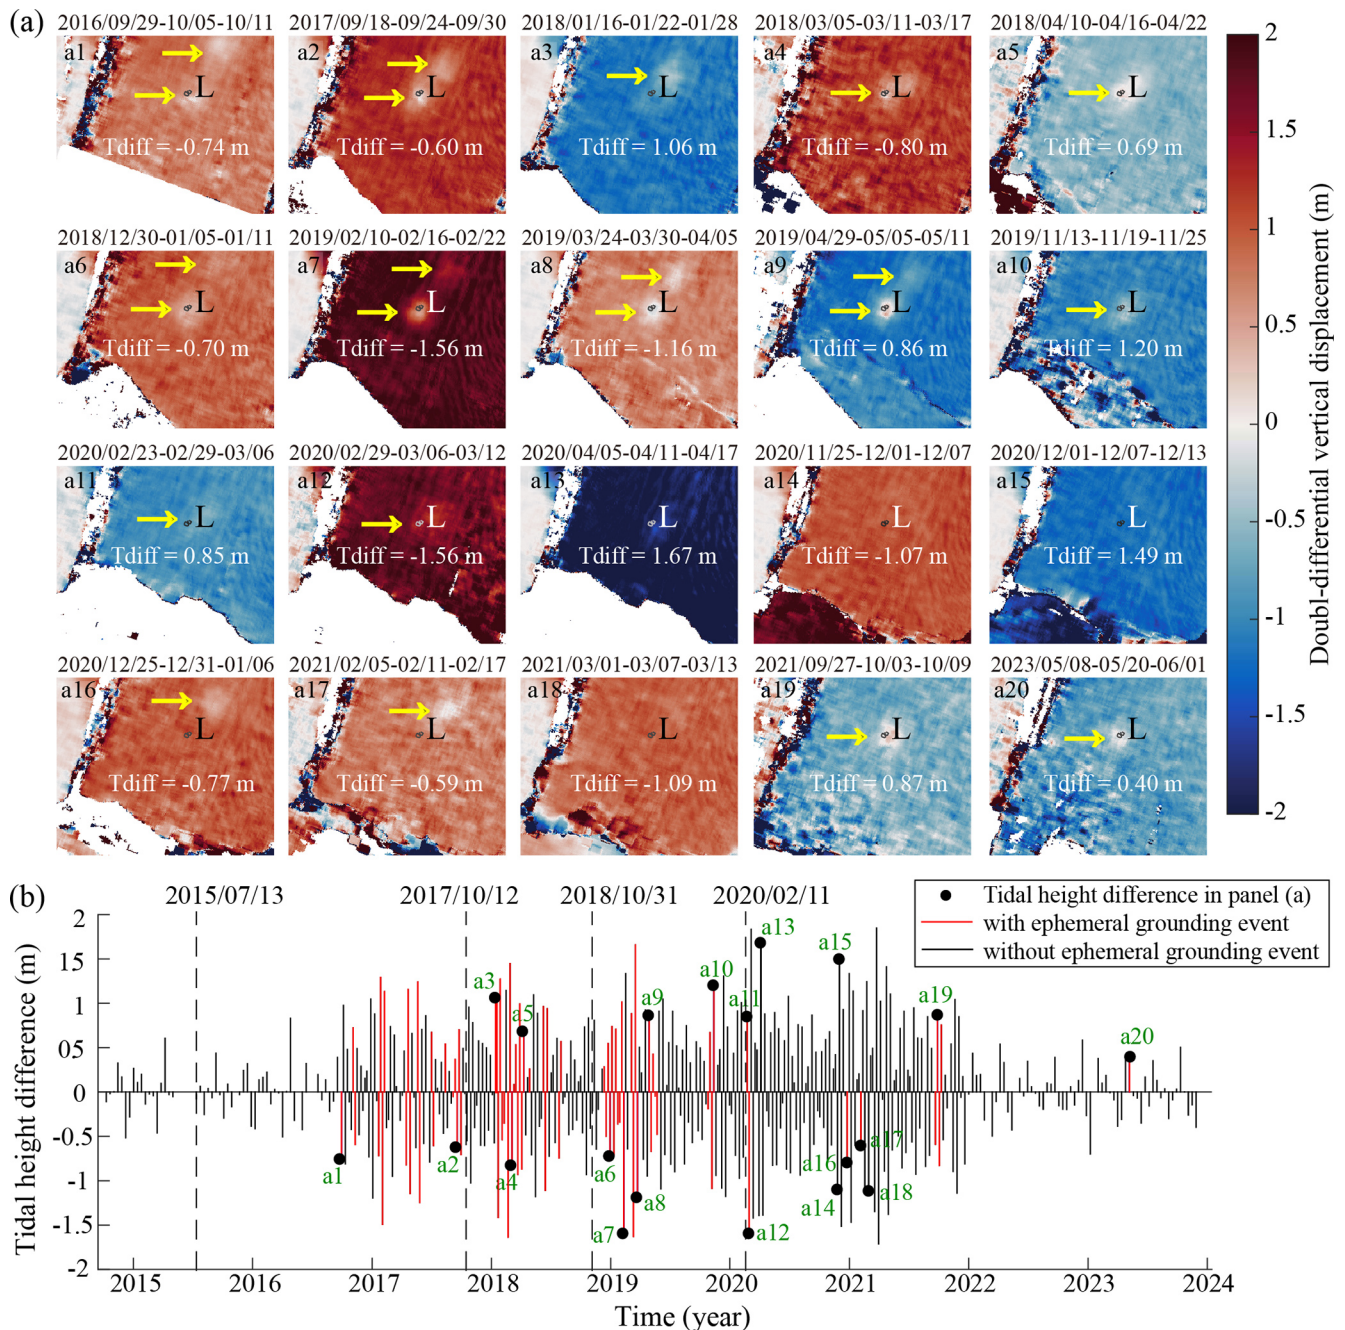 (a)
2016/09/29-10/05-10/11 2017/09/18-09/24-09/30 2018/01/16-01/22-01/28 2018/03/05-03/11-03/17 2018/04/10-04/16-04/22
a1 a2 a3 a4 a5
L L L L L
Tdiff = -0.74 m Tdiff = -0.60 m Tdiff = 1.06 m Tdiff = -0.80 m Tdiff = 0.69 m
2018/12/30-01/05-01/11 2019/02/10-02/16-02/22 2019/03/24-03/30-04/05 2019/04/29-05/05-05/11 2019/11/13-11/19-11/25
a6 a7 a8 a9 a10
L L L L L
Tdiff = -0.70 m Tdiff = -1.56 m Tdiff = -1.16 m Tdiff = 0.86 m Tdiff = 1.20 m
2020/02/23-02/29-03/06 2020/02/29-03/06-03/12 2020/04/05-04/11-04/17 2020/11/25-12/01-12/07 2020/12/01-12/07-12/13
a11 a12 a13 a14 a15
L L L L L
Tdiff = 0.85 m Tdiff = -1.56 m Tdiff = 1.67 m Tdiff = -1.07 m Tdiff = 1.49 m
2020/12/25-12/31-01/06 2021/02/05-02/11-02/17 2021/03/01-03/07-03/13 2021/09/27-10/03-10/09 2023/05/08-05/20-06/01
a16 a17 a18 a19 a20
L L L L L
Tdiff = -0.77 m Tdiff = -0.59 m Tdiff = -1.09 m Tdiff = 0.87 m Tdiff = 0.40 m
2
1.5
1
0.5
0
-0.5
-1
-1.5
-2
Doubl-differential vertical displacement (m)
(b)
2015/07/13 2017/10/12 2018/10/31 2020/02/11
Tidal height difference in panel (a)
with ephemeral grounding event
without ephemeral grounding event
2
15
1
05
0
-0.5
-1
-1.5
-2
Tidal height difference (m)
a1
a2
a3
a4
a5
a6
a7
a8
a9
a10
a11
a12
a13
a14
a15
a16
a17
a18
a19
a20
2015 2016 2017 2018 2019 2020 2021 2022 2023 2024
Time (year)